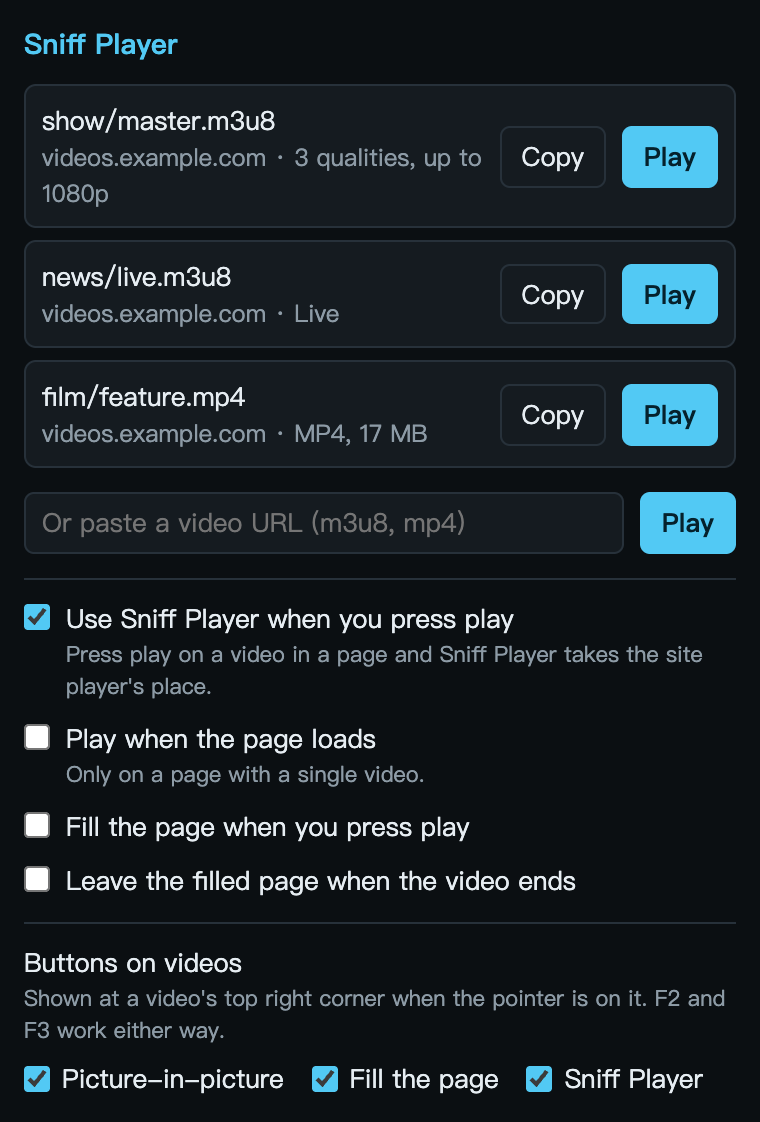 Sniff Player
show/master.m3u8
videos.example.com · 3 qualities, up to
1080p
Copy
Play
news/live.m3u8
videos.example.com · Live
Copy
Play
film/feature.mp4
videos.example.com · MP4, 17 MB
Copy
Play
Or paste a video URL (m3u8, mp4)
Play
Use Sniff Player when you press play
Press play on a video in a page and Sniff Player takes the site
player's place.
Play when the page loads
Only on a page with a single video.
Fill the page when you press play
Leave the filled page when the video ends
Buttons on videos
Shown at a video's top right corner when the pointer is on it. F2 and
F3 work either way.
Picture-in-picture
Fill the page
Sniff Player